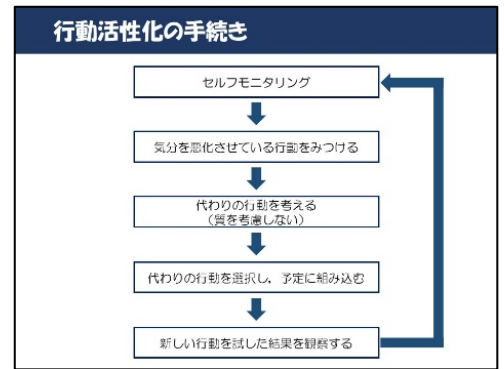 行動活性化の手続き
セルフモニタリング
気分を悪化させている行動をみつける
代わりの行動を考える
(質を考慮しない)
代わりの行動を選択し、予定に組み込む
新しい行動を試した結果を観察する